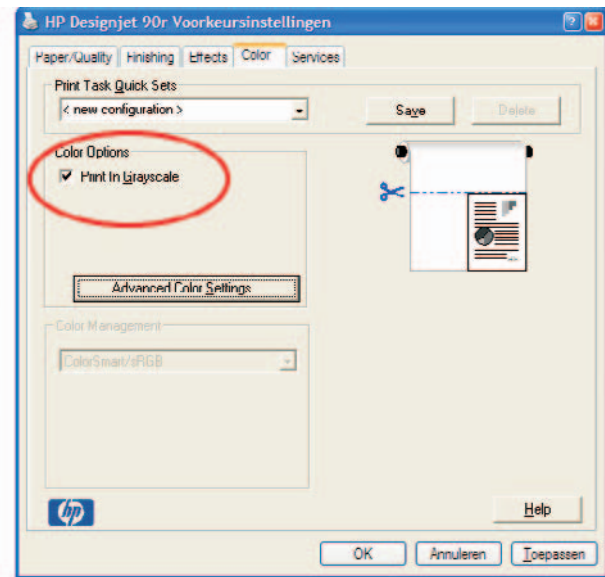 HP Designjet 90r Voorkeursinstellingen
Paper/Quality Finishing Effects Color Services
Print Task Quick Sets
< new configuration >
Save
Delete
Color Options
Print In Grayscale
Advanced Color Settings
Color Management
ColorSmart/sRGB
hp
Help
OK Annuleren Toepassen